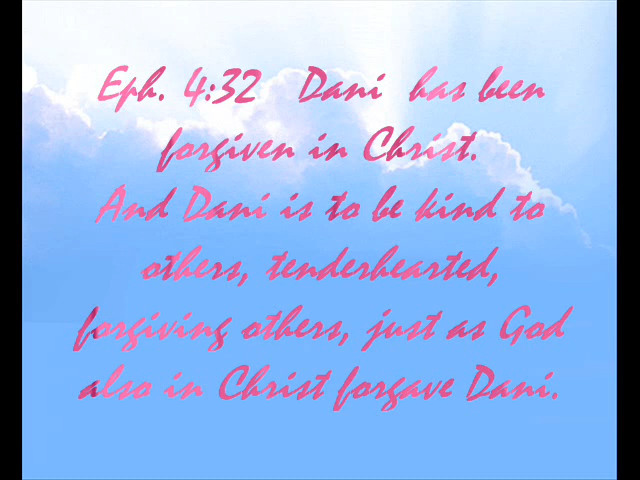 Eph. 4:32 Dani has been
forgiven in Christ.
And Dani is to be kind to
others, tenderhearted,
forgiving others, just as God
also in Christ forgave Dani.